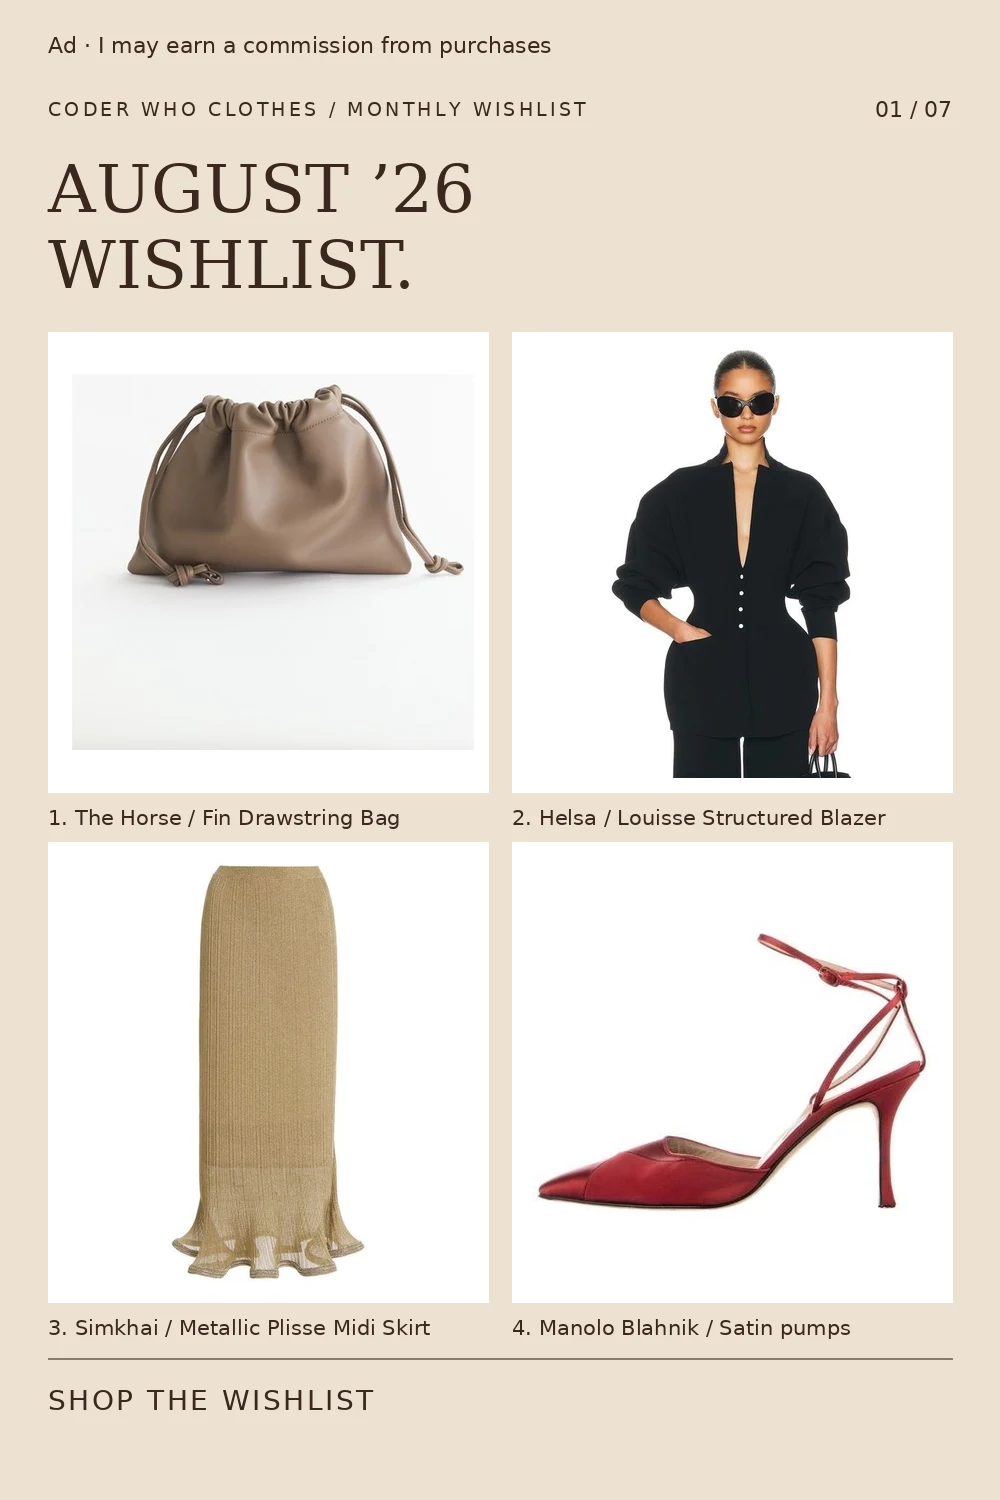 Ad · I may earn a commission from purchases
CODER WHO CLOTHES / MONTHLY WISHLIST
01 / 07
AUGUST ’26
WISHLIST.
1. The Horse / Fin Drawstring Bag
2. Helsa / Louisse Structured Blazer
3. Simkhai / Metallic Plisse Midi Skirt
4. Manolo Blahnik / Satin pumps
SHOP THE WISHLIST